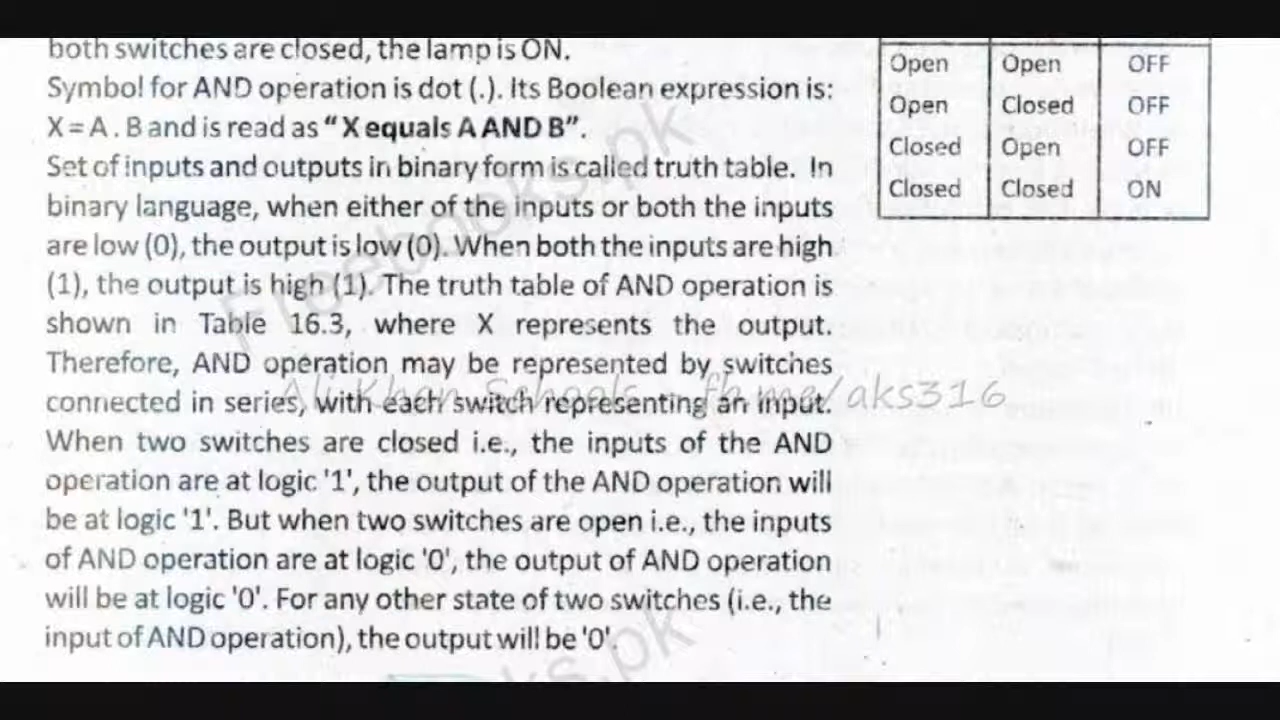 both switches are closed, the lamp is ON.
Symbol for AND operation is dot (.). Its Boolean expression is:
X = A . B and is read as “X equals A AND B”.
Set of inputs and outputs in binary form is called truth table. In
binary language, when either of the inputs or both the inputs
are low (0), the output is low (0). When both the inputs are high
(1), the output is high (1). The truth table of AND operation is
shown in Table 16.3, where X represents the output.
Therefore, AND operation may be represented by switches
connected in series, with each switch representing an input.
When two switches are closed i.e., the inputs of the AND
operation are at logic '1', the output of the AND operation will
be at logic '1'. But when two switches are open i.e., the inputs
of AND operation are at logic '0', the output of AND operation
will be at logic '0'. For any other state of two switches (i.e., the
input of AND operation), the output will be '0'.
Open Open OFF
Open Closed OFF
Closed Open OFF
Closed Closed ON
Freebooks.pk
Ali Khan Schools - fb.me/aks316
ks.pk